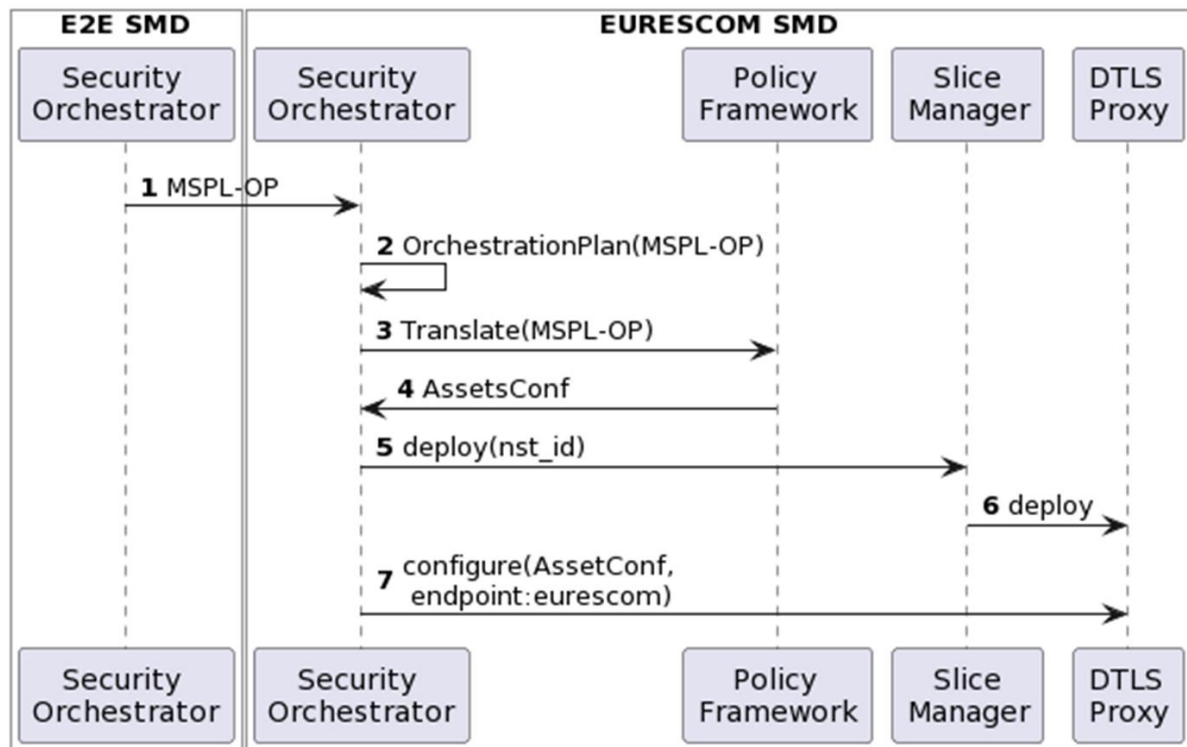 E2E SMD
EURESCOM SMD
Security
Orchestrator
Security
Orchestrator
Policy
Framework
Slice
Manager
DTLS
Proxy
1 MSPL-OP
2 OrchestrationPlan(MSPL-OP)
3 Translate(MSPL-OP)
4 AssetsConf
5 deploy(nst_id)
6 deploy
7 configure(AssetConf,
endpoint:eurescom)
Security
Orchestrator
Security
Orchestrator
Policy
Framework
Slice
Manager
DTLS
Proxy